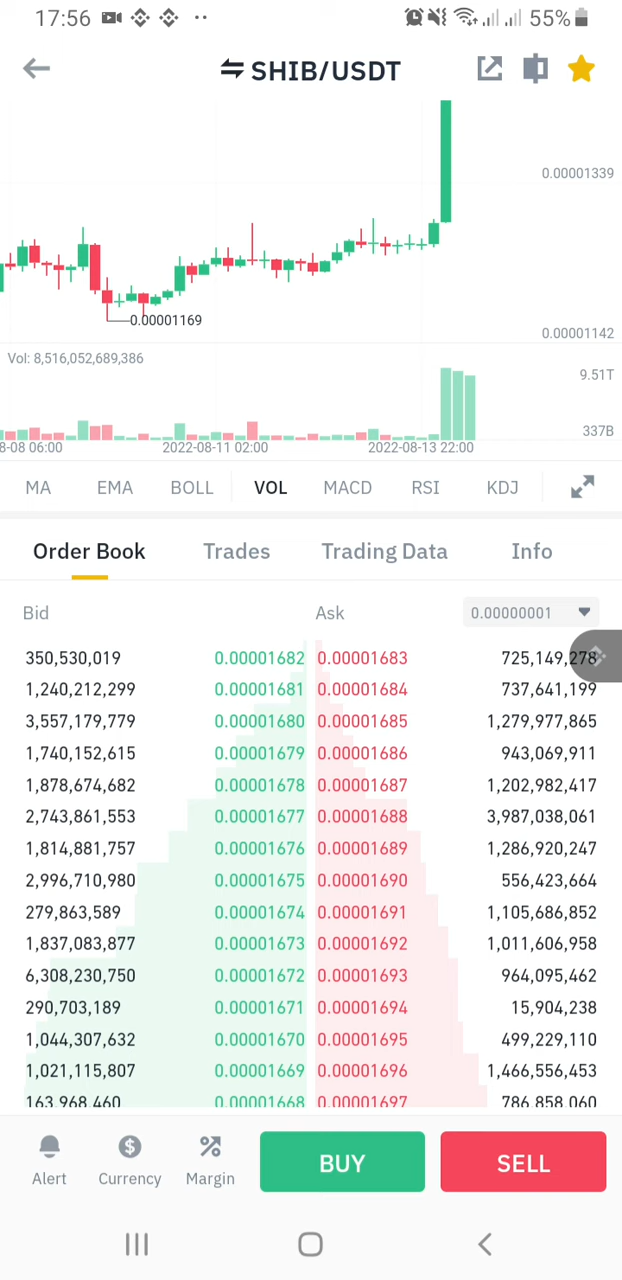 17:56 55%
SHIB/USDT
0.00001339
0.00001169
0.00001142
Vol: 8,516,052,689,386
9.51T
337B
8-08 06:00 2022-08-11 02:00 2022-08-13 22:00
MA EMA BOLL VOL MACD RSI KDJ
Order Book Trades Trading Data Info
Bid Ask 0.00000001
350,530,019 0.00001682 0.00001683 725,149,278
1,240,212,299 0.00001681 0.00001684 737,641,199
3,557,179,779 0.00001680 0.00001685 1,279,977,865
1,740,152,615 0.00001679 0.00001686 943,069,911
1,878,674,682 0.00001678 0.00001687 1,202,982,417
2,743,861,553 0.00001677 0.00001688 3,987,038,061
1,814,881,757 0.00001676 0.00001689 1,286,920,247
2,996,710,980 0.00001675 0.00001690 556,423,664
279,863,589 0.00001674 0.00001691 1,105,686,852
1,837,083,877 0.00001673 0.00001692 1,011,606,958
6,308,230,750 0.00001672 0.00001693 964,095,462
290,703,189 0.00001671 0.00001694 15,904,238
1,044,307,632 0.00001670 0.00001695 499,229,110
1,021,115,807 0.00001669 0.00001696 1,466,556,453
163,968,460 0.00001668 0.00001697 786,858,060
Alert Currency Margin BUY SELL